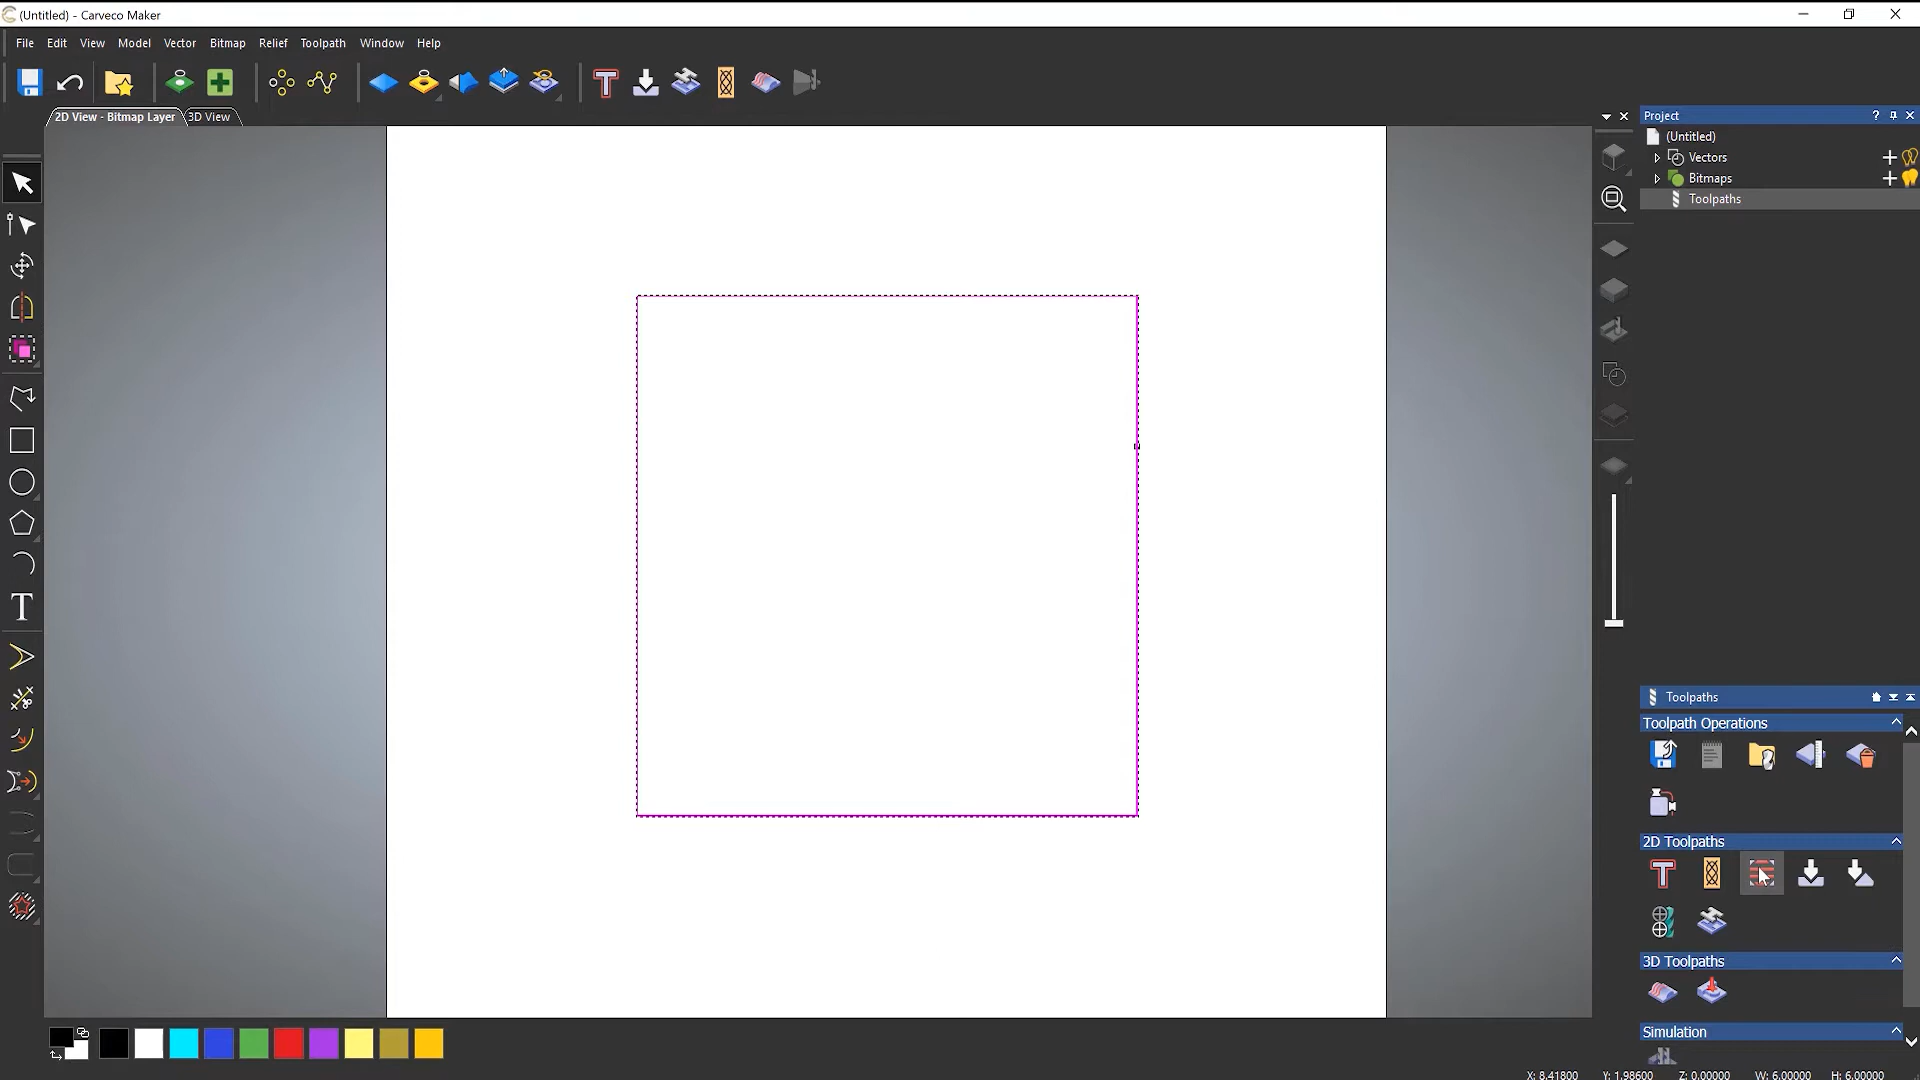 (Untitled) - Carveco Maker
File Edit View Model Vector Bitmap Relief Toolpath Window Help
2D View - Bitmap Layer 3D View
Project
(Untitled)
Vectors
Bitmaps
Toolpaths
T
Toolpaths
Toolpath Operations
2D Toolpaths
3D Toolpaths
Simulation
X: 8.41800 Y: 1.98600 Z: 0.00000 W: 6.00000 H: 6.00000